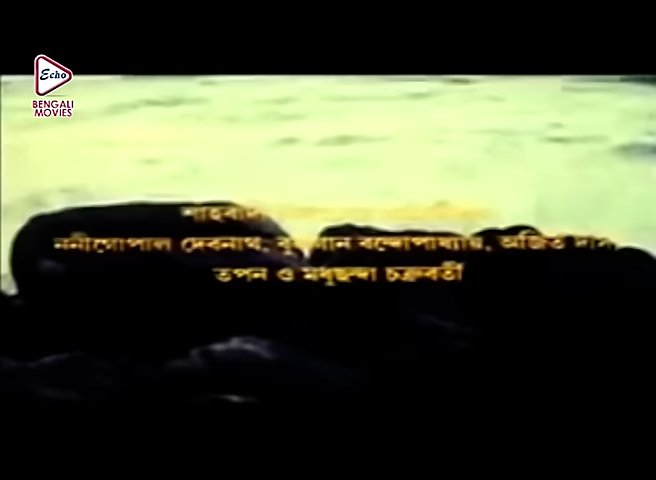 Echo
BENGALI
MOVIES
ননীগোপাল দেবনাথ, বন্দোপাধ্যায়, অজিত দাস
তপন ও মধুছন্দা চক্রবর্তী